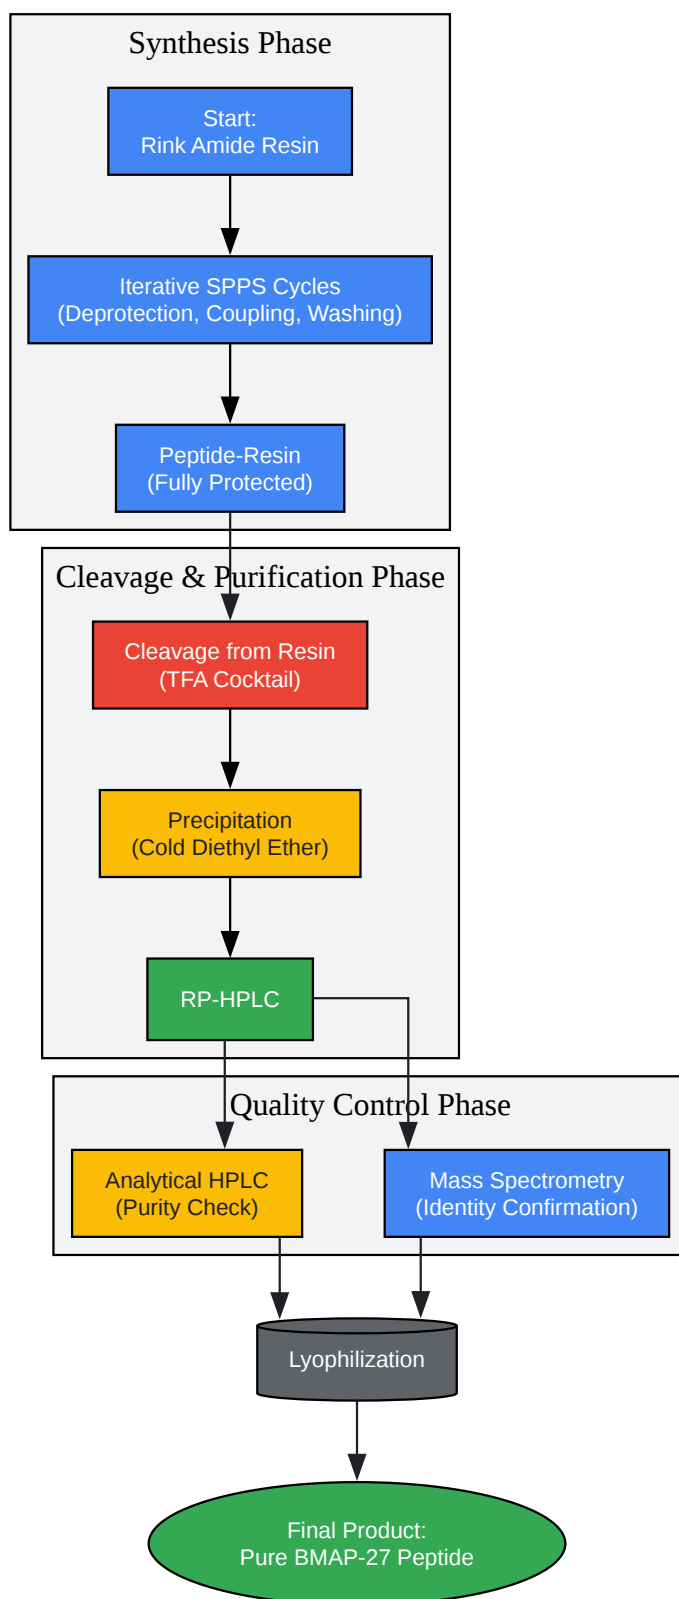 Synthesis Phase
Start:
Rink Amide Resin
Iterative SPPS Cycles
(Deprotection, Coupling, Washing)
Peptide-Resin
(Fully Protected)
Cleavage & Purification Phase
Cleavage from Resin
(TFA Cocktail)
Precipitation
(Cold Diethyl Ether)
RP-HPLC
Quality Control Phase
Analytical HPLC
(Purity Check)
Mass Spectrometry
(Identity Confirmation)
Lyophilization
Final Product:
Pure BMAP-27 Peptide